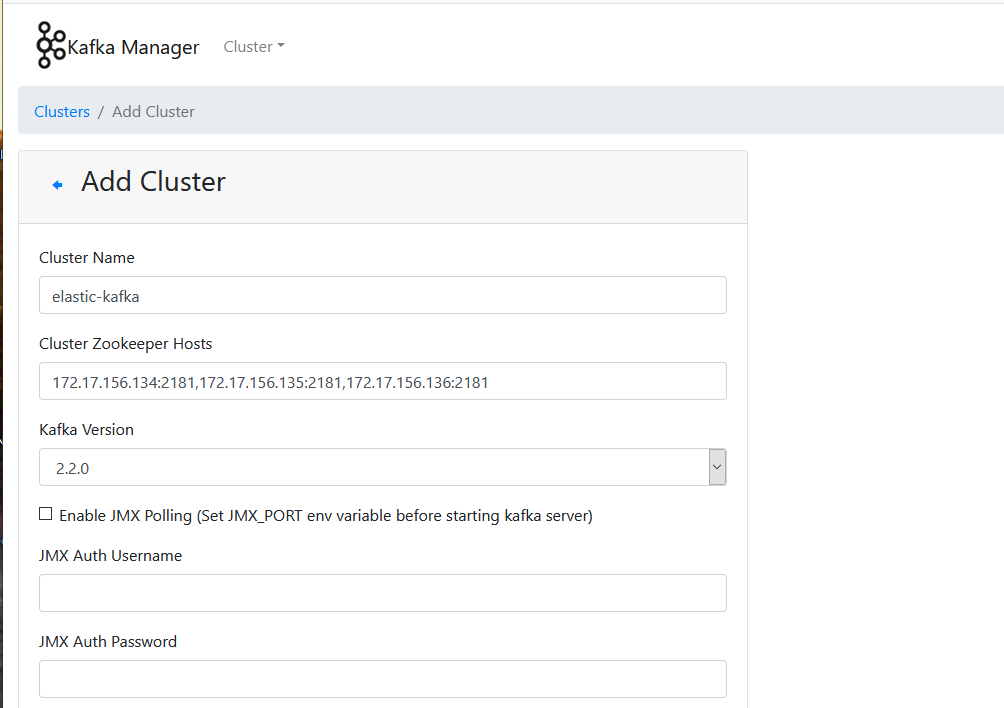 Kafka Manager Cluster
Clusters / Add Cluster
Add Cluster
Cluster Name
elastic-kafka
Cluster Zookeeper Hosts
172.17.156.134:2181,172.17.156.135:2181,172.17.156.136:2181
Kafka Version
2.2.0
Enable JMX Polling (Set JMX_PORT env variable before starting kafka server)
JMX Auth Username
JMX Auth Password